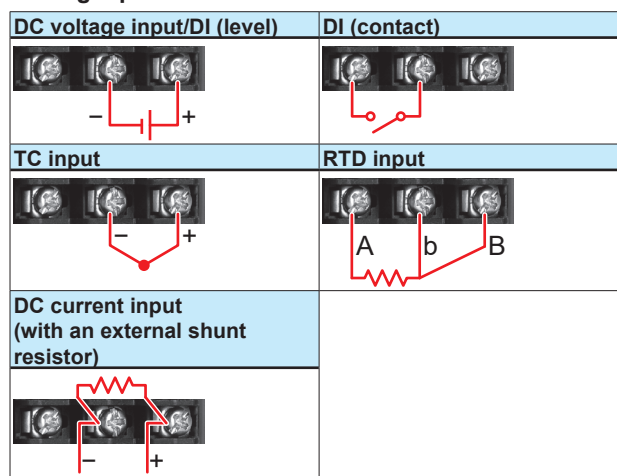 DC voltage input/DI (level)
DI (contact)
− +
TC input
RTD input
− +
A b B
DC current input
(with an external shunt
resistor)
− +